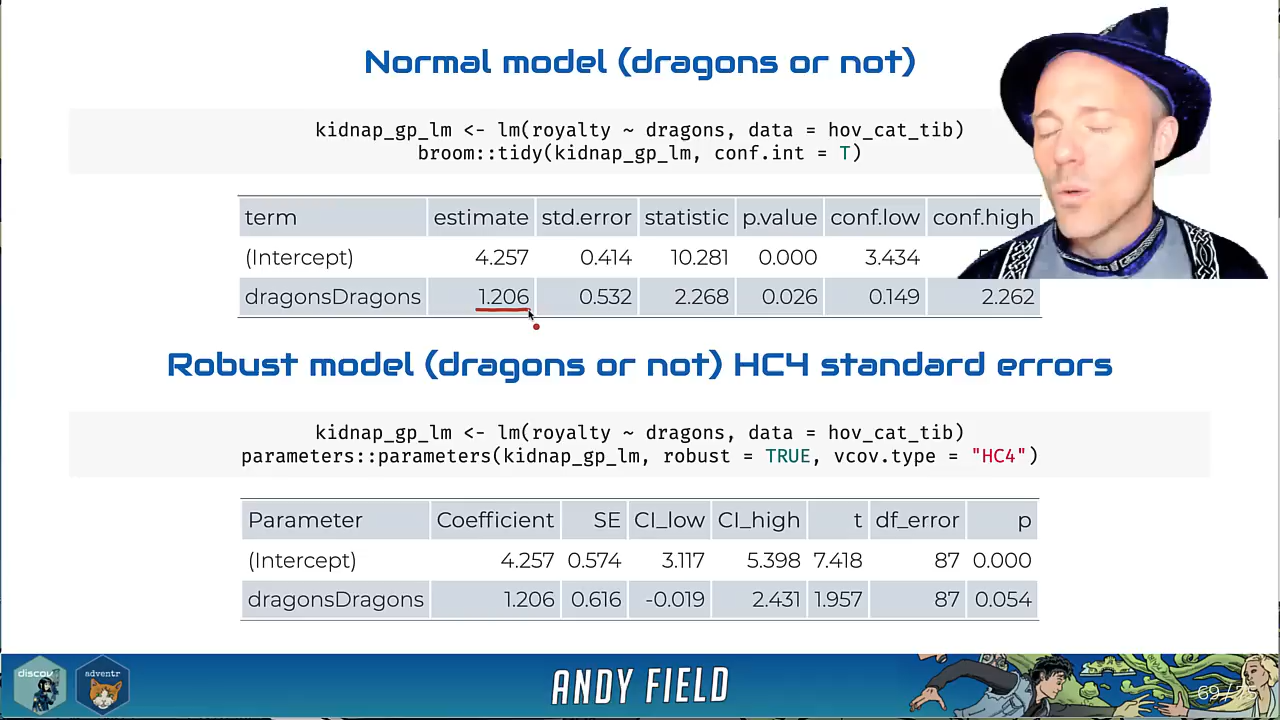 Normal model (dragons or not)
kidnap_gp_lm <- lm(royalty ~ dragons, data = hov_cat_tib)
broom::tidy(kidnap_gp_lm, conf.int = T)
term estimate std.error statistic p.value conf.low conf.high
(Intercept) 4.257 0.414 10.281 0.000 3.434
dragonsDragons 1.206 0.532 2.268 0.026 0.149 2.262
Robust model (dragons or not) HC4 standard errors
kidnap_gp_lm <- lm(royalty ~ dragons, data = hov_cat_tib)
parameters::parameters(kidnap_gp_lm, robust = TRUE, vcov.type = "HC4")
Parameter Coefficient SE CI_low CI_high t df_error p
(Intercept) 4.257 0.574 3.117 5.398 7.418 87 0.000
dragonsDragons 1.206 0.616 -0.019 2.431 1.957 87 0.054
discov
adventr
ANDY FIELD
69 / 75